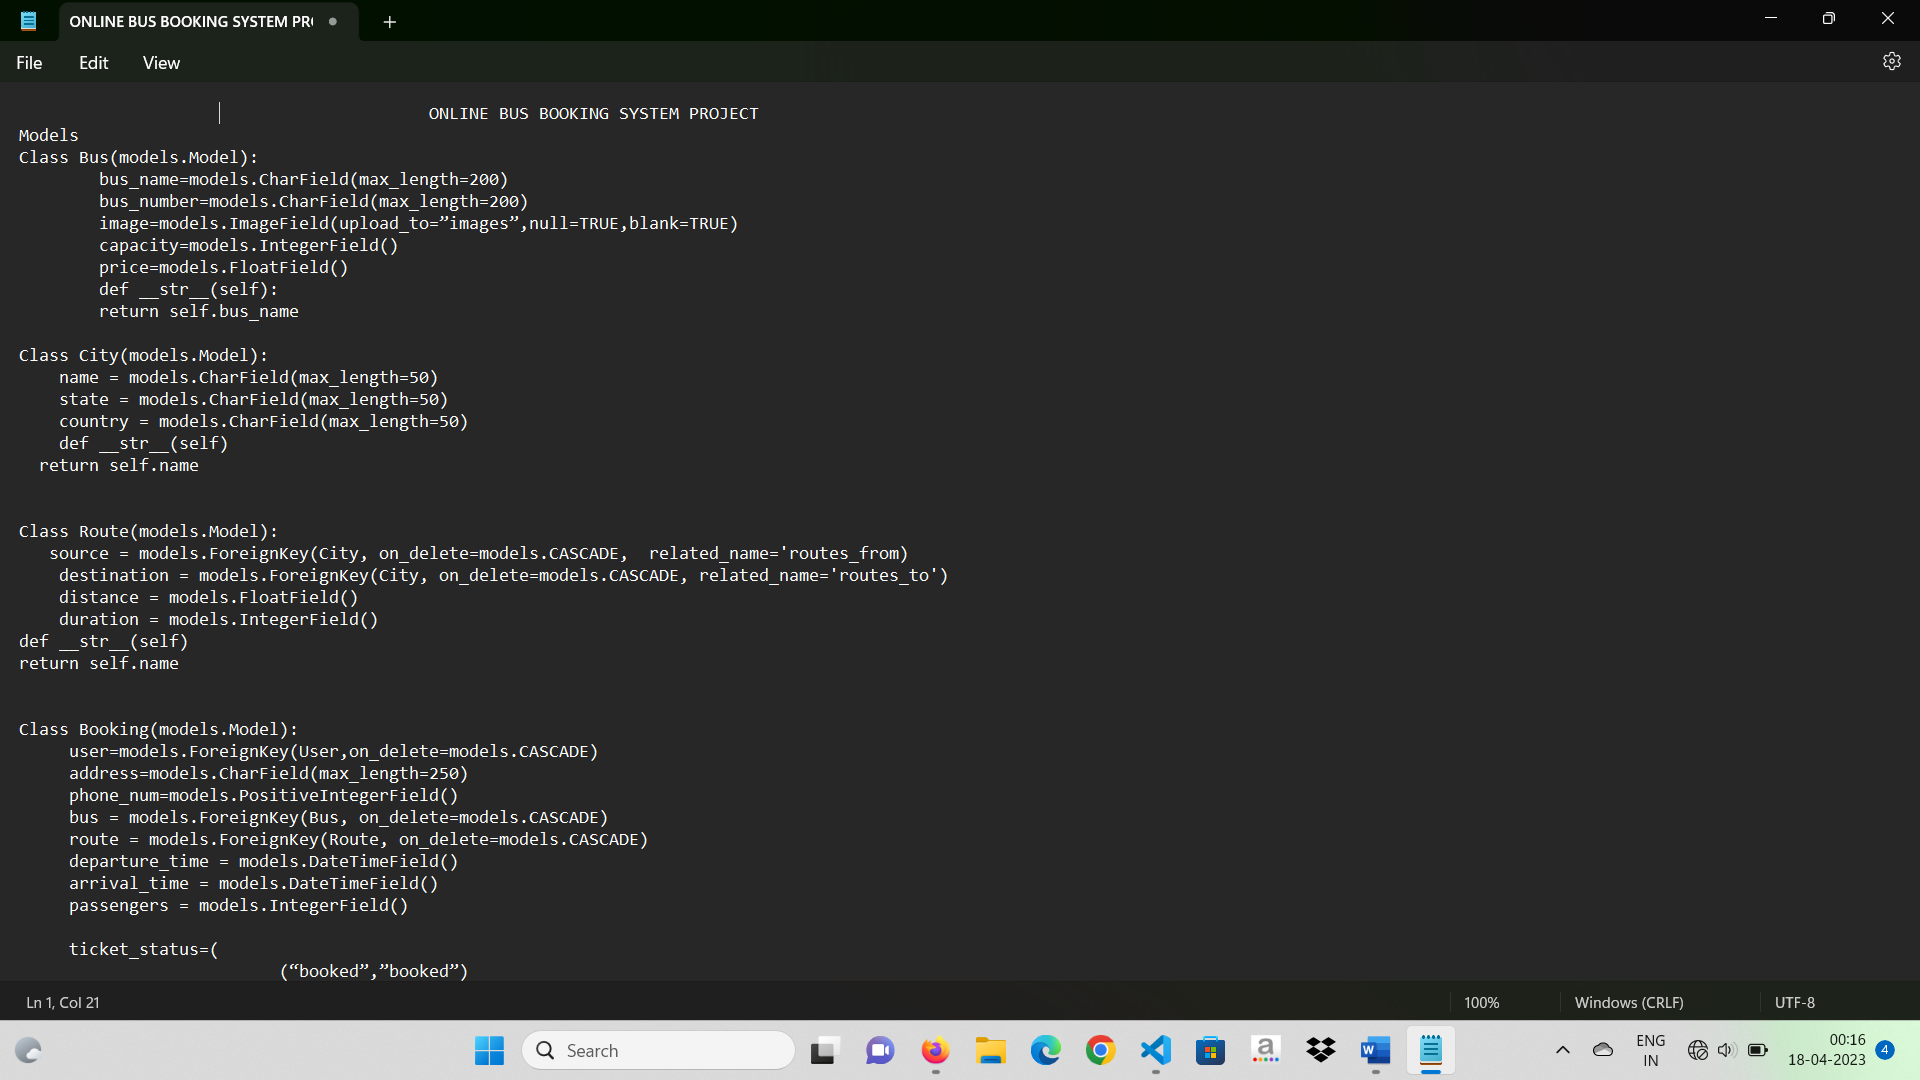 ONLINE BUS BOOKING SYSTEM PR
File Edit View
ONLINE BUS BOOKING SYSTEM PROJECT
Models
Class Bus(models.Model):
bus_name=models.CharField(max_length=200)
bus_number=models.CharField(max_length=200)
image=models.ImageField(upload_to=”images”,null=TRUE,blank=TRUE)
capacity=models.IntegerField()
price=models.FloatField()
def __str__(self):
return self.bus_name
Class City(models.Model):
name = models.CharField(max_length=50)
state = models.CharField(max_length=50)
country = models.CharField(max_length=50)
def __str__(self)
return self.name
Class Route(models.Model):
source = models.ForeignKey(City, on_delete=models.CASCADE,  related_name='routes_from)
destination = models.ForeignKey(City, on_delete=models.CASCADE, related_name='routes_to')
distance = models.FloatField()
duration = models.IntegerField()
def __str__(self)
return self.name
Class Booking(models.Model):
user=models.ForeignKey(User,on_delete=models.CASCADE)
address=models.CharField(max_length=250)
phone_num=models.PositiveIntegerField()
bus = models.ForeignKey(Bus, on_delete=models.CASCADE)
route = models.ForeignKey(Route, on_delete=models.CASCADE)
departure_time = models.DateTimeField()
arrival_time = models.DateTimeField()
passengers = models.IntegerField()
ticket_status=(
(“booked”,”booked”)
Ln 1, Col 21 100% Windows (CRLF) UTF-8
Search a W ENG 00:16
IN 18-04-2023 4